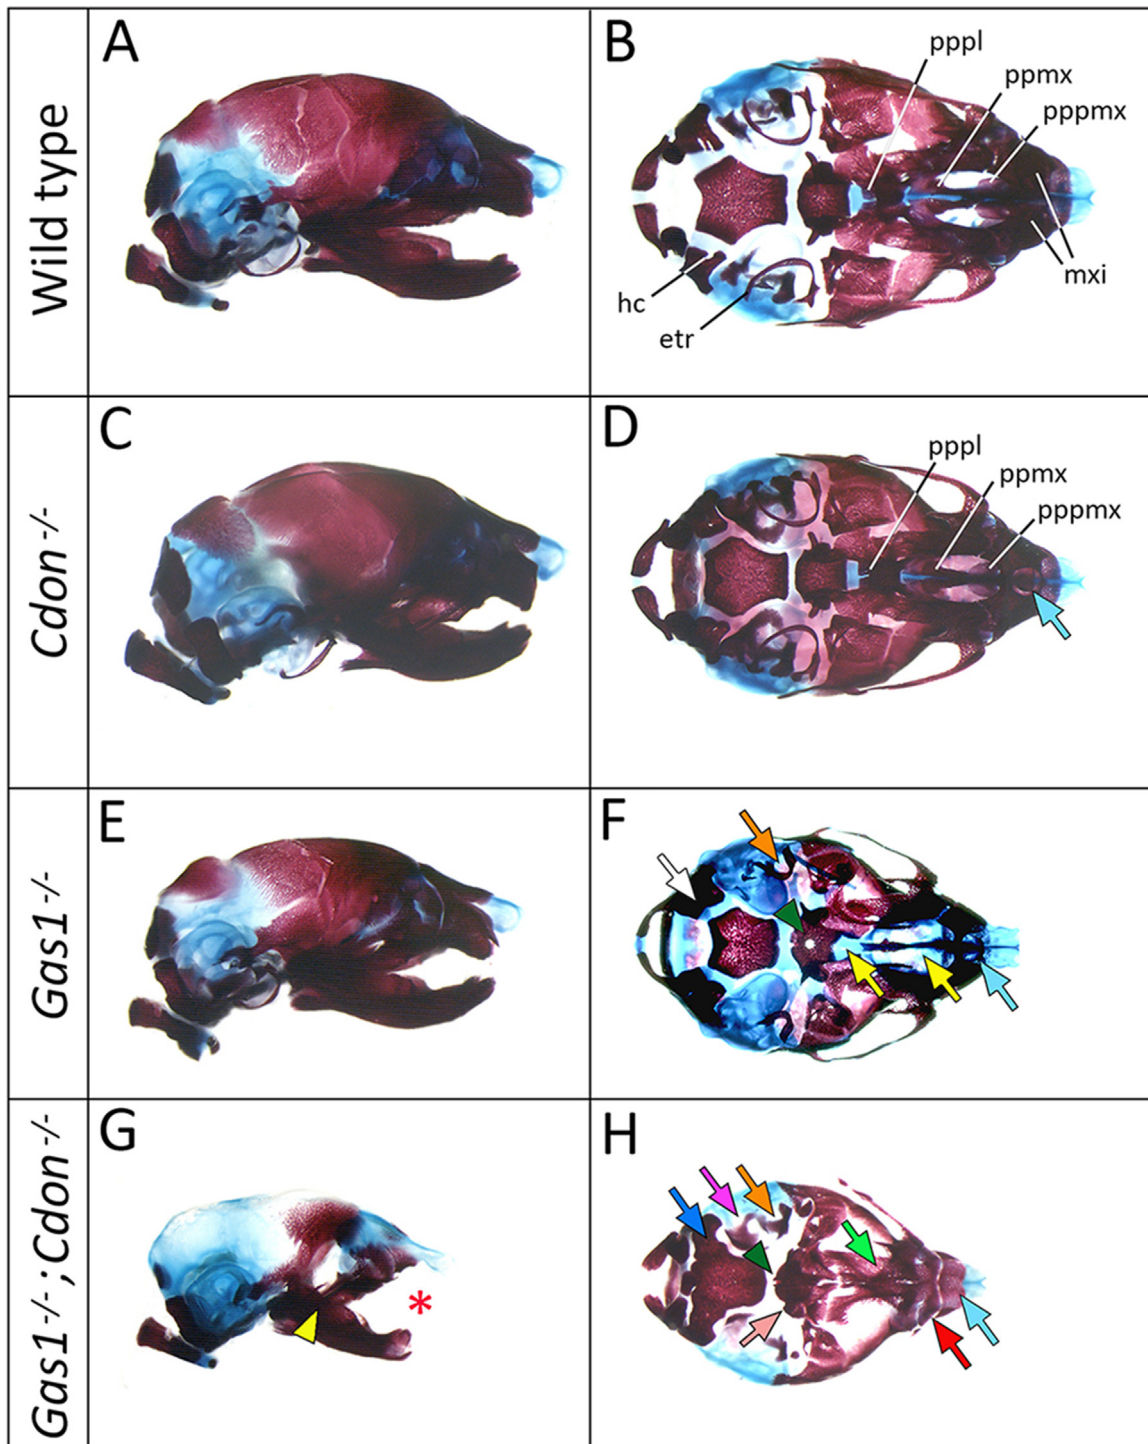 Wild type
A
B
pppl
ppmx
pppmx
mxi
hc
etr
Cdon-/-
C
D
pppl
ppmx
pppmx
Gas1-/-
E
F
Gas1-/-;Cdon-/-
G
*
H